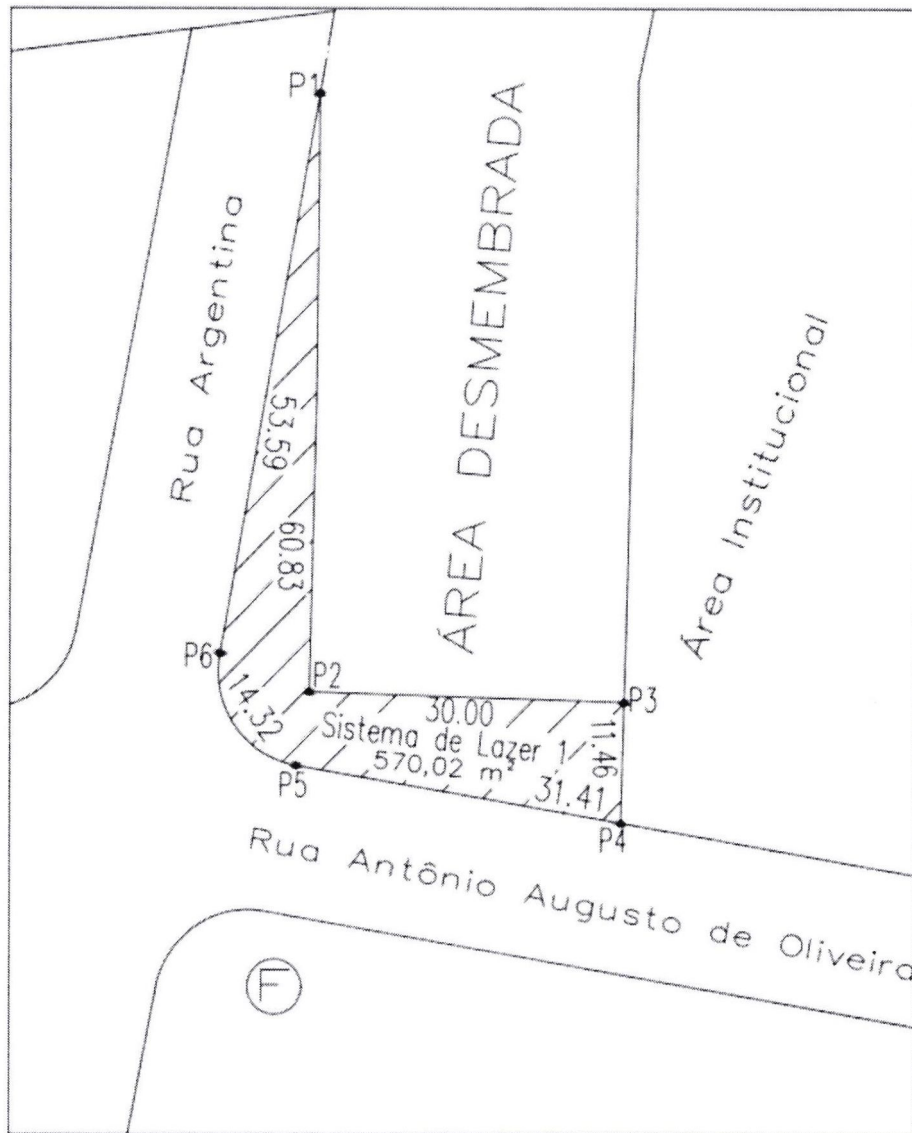 P1
ÁREA DESMEMBRADA
Rua Argentina
Área Institucional
53.59
60.83
P6
P2
P3
14.32
30.00
11.46
Sistema de Lazer 1
570,02 m²
P5
31.41
P4
Rua Antônio Augusto de Oliveira
F